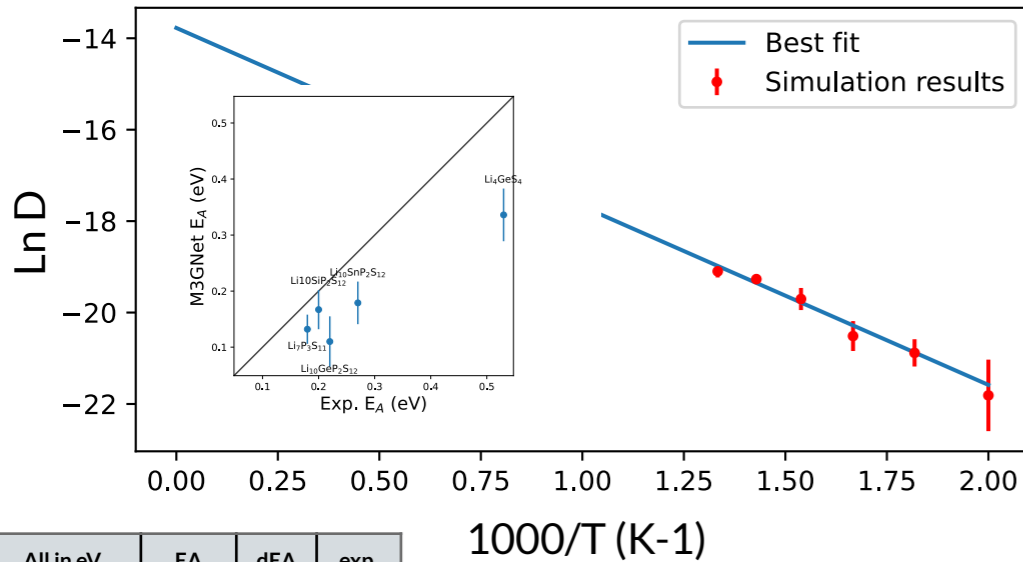 Best fit
Simulation results
−14
−16
−18
−20
−22
Ln D
0.5
0.4
0.3
0.2
0.1
M3GNet E_A (eV)
Li₄GeS₄
Li₁₀SnP₂S₁₂
Li10SiP₂S₁₂
Li₇P₃S₁₁
Li₁₀GeP₂S₁₂
0.1 0.2 0.3 0.4 0.5
Exp. E_A (eV)
0.00 0.25 0.50 0.75 1.00 1.25 1.50 1.75 2.00
1000/T (K-1)
All in eV EA dEA exp